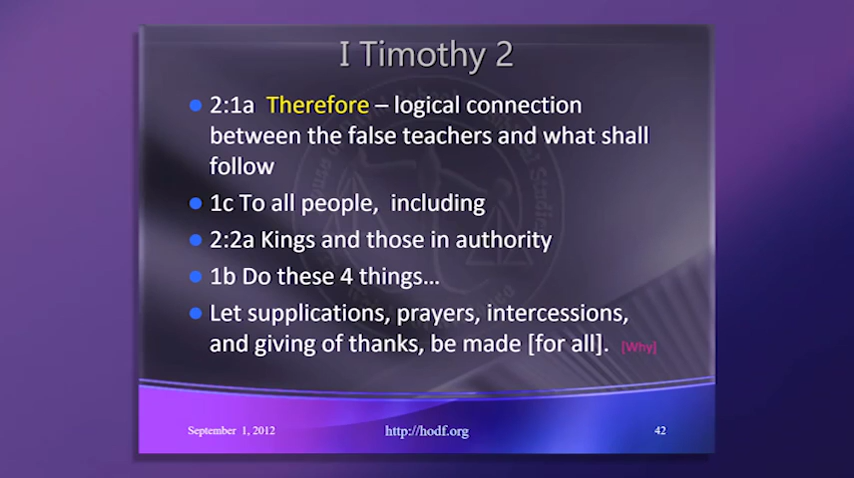 I Timothy 2
2:1a Therefore – logical connection
between the false teachers and what shall
follow
1c To all people, including
2:2a Kings and those in authority
1b Do these 4 things...
Let supplications, prayers, intercessions,
and giving of thanks, be made [for all]. [Why]
September 1, 2012
http://hodf.org
42